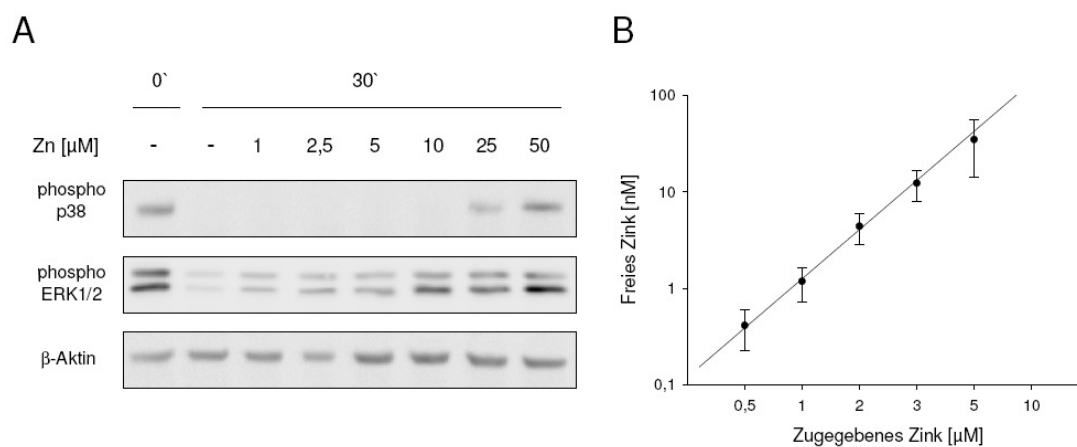 A
0` 30`
Zn [µM] - - 1 2,5 5 10 25 50
phospho
p38
phospho
ERK1/2
β-Aktin
B
Freies Zink [nM]
100
10
1
0,1
0,5 1 2 3 5 10
Zugegebenes Zink [µM]